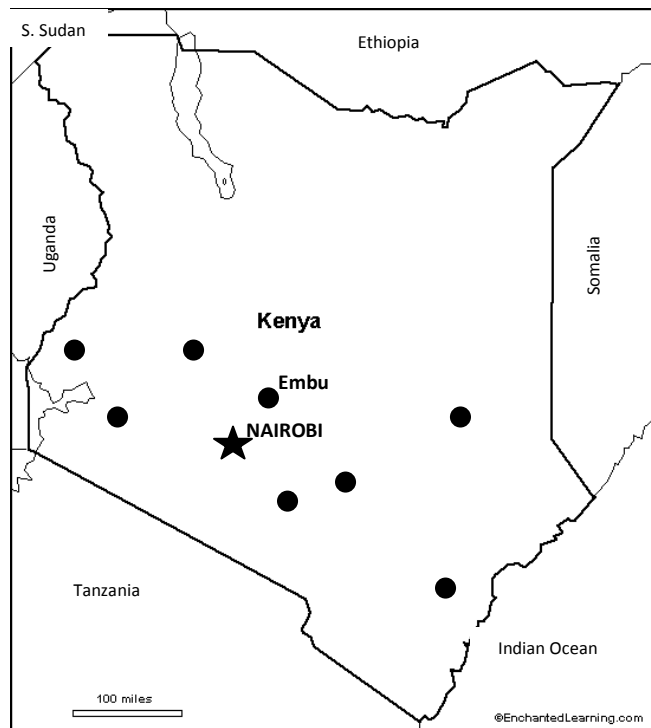 S. Sudan
Ethiopia
Uganda
Somalia
Kenya
Embu
NAIROBI
Tanzania
Indian Ocean
100 miles
©EnchantedLearning.com